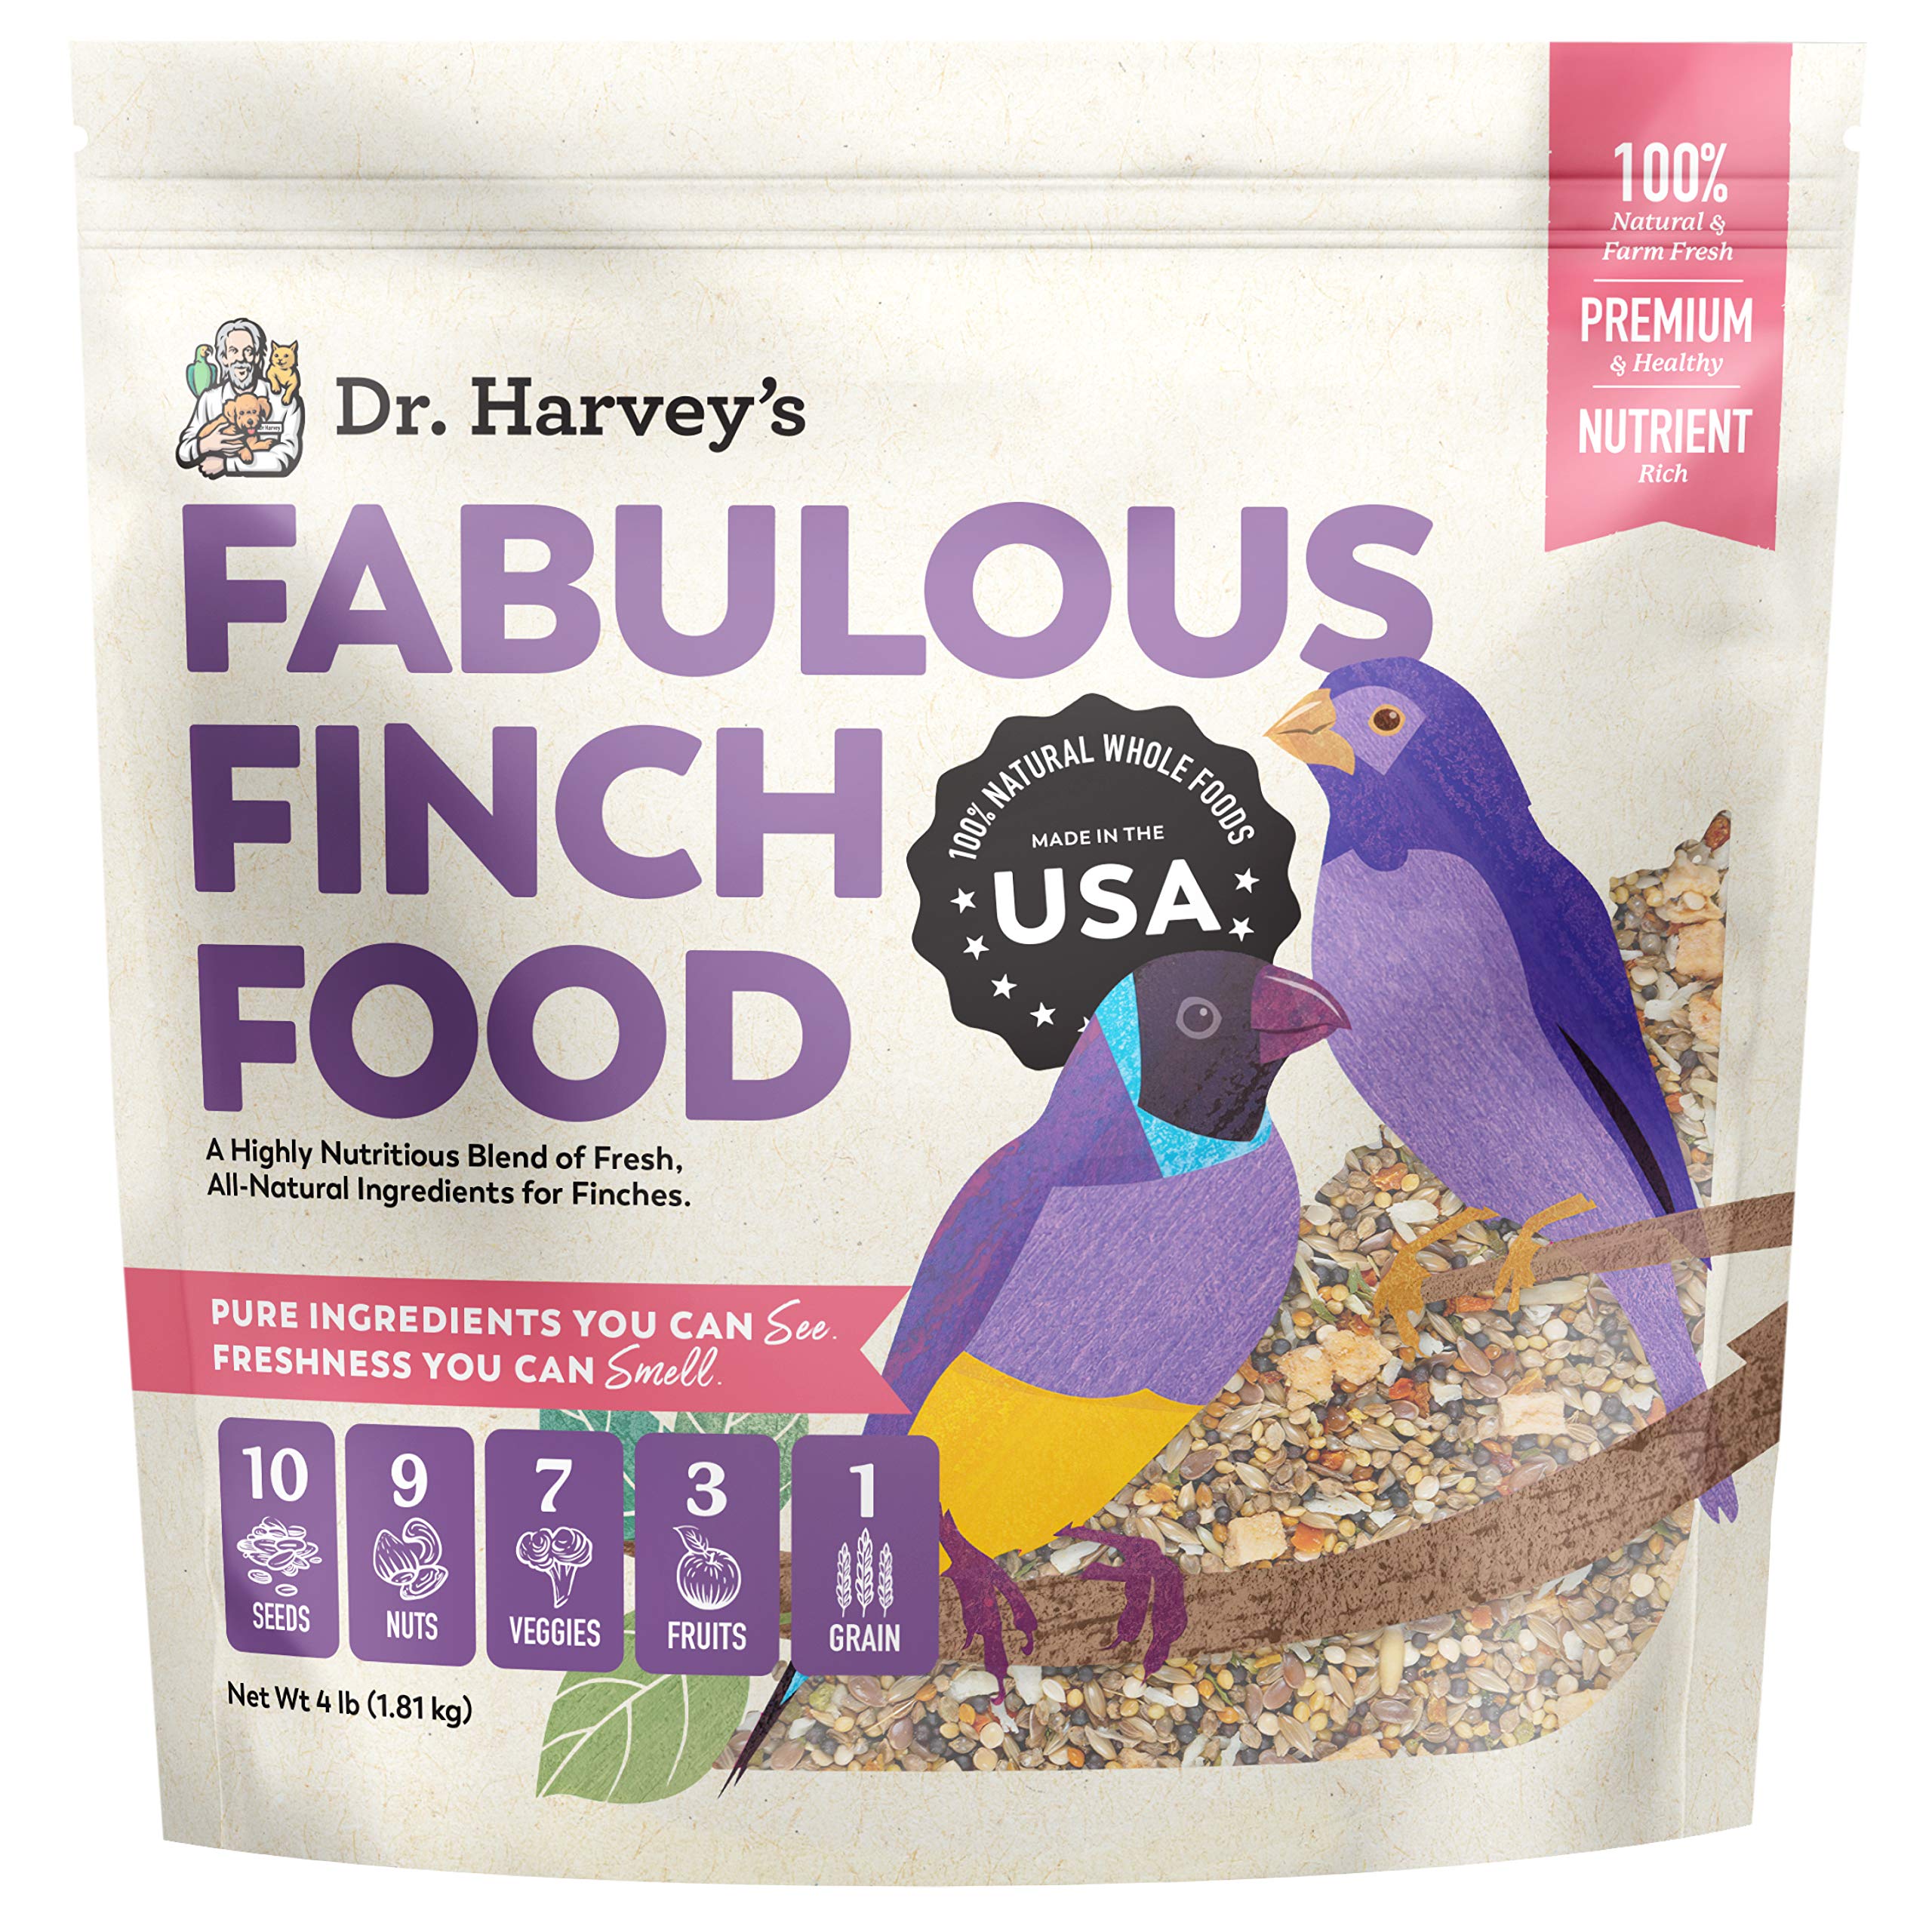 100%
Natural &
Farm Fresh
PREMIUM
& Healthy
NUTRIENT
Rich
Dr. Harvey's
FABULOUS
FINCH
FOOD
100% NATURAL WHOLE FOODS
MADE IN THE
USA
A Highly Nutritious Blend of Fresh,
All-Natural Ingredients for Finches.
PURE INGREDIENTS YOU CAN See.
FRESHNESS YOU CAN Smell.
10
SEEDS
9
NUTS
7
VEGGIES
3
FRUITS
1
GRAIN
Net Wt 4 lb (1.81 kg)